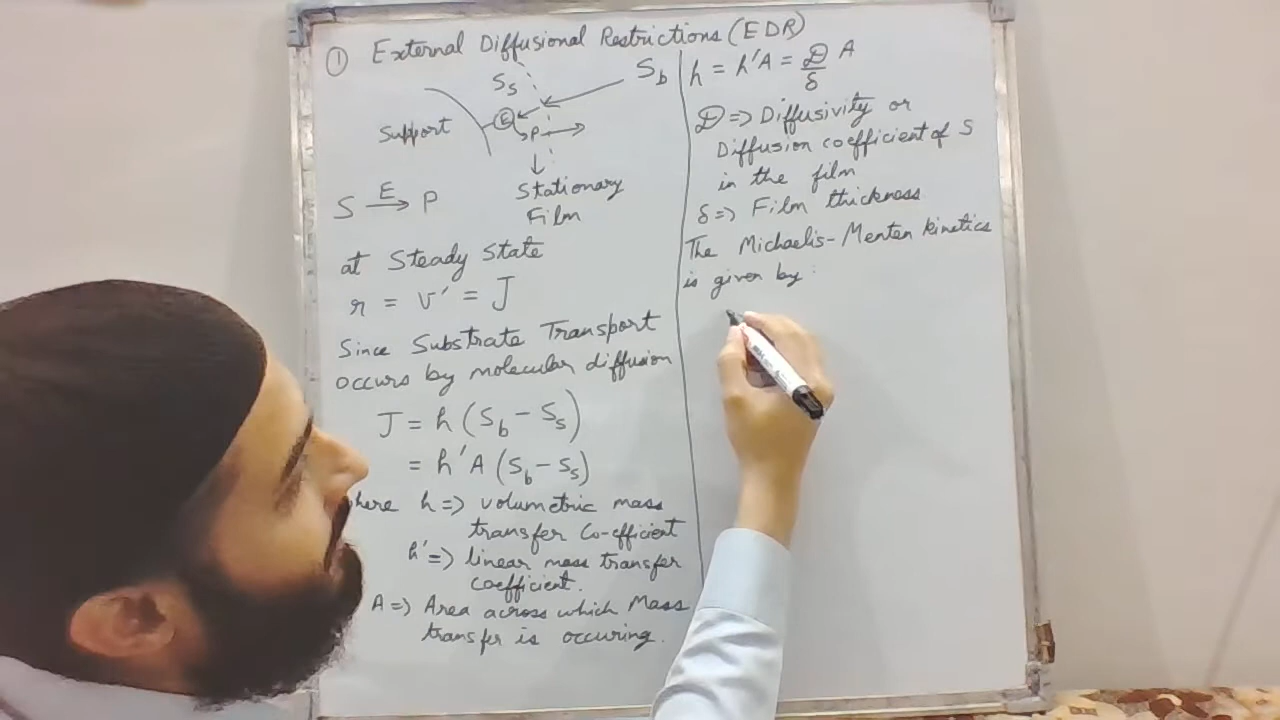 ① External Diffusional Restrictions (EDR)
Ss
Sb
Support
E
P
Stationary
Film
S E→ P
at Steady State
r = v' = J
Since Substrate Transport
occurs by molecular diffusion
J = h (Sb - Ss)
= h'A (Sb - Ss)
here h => volumetric mass
transfer Co-efficient
h' => linear mass transfer
coefficient.
A => Area across which Mass
transfer is occuring.
h = h'A = D/δ A
D => Diffusivity or
Diffusion coefficient of S
in the film
δ => Film thickness
The Michaelis-Menten kinetics
is given by :